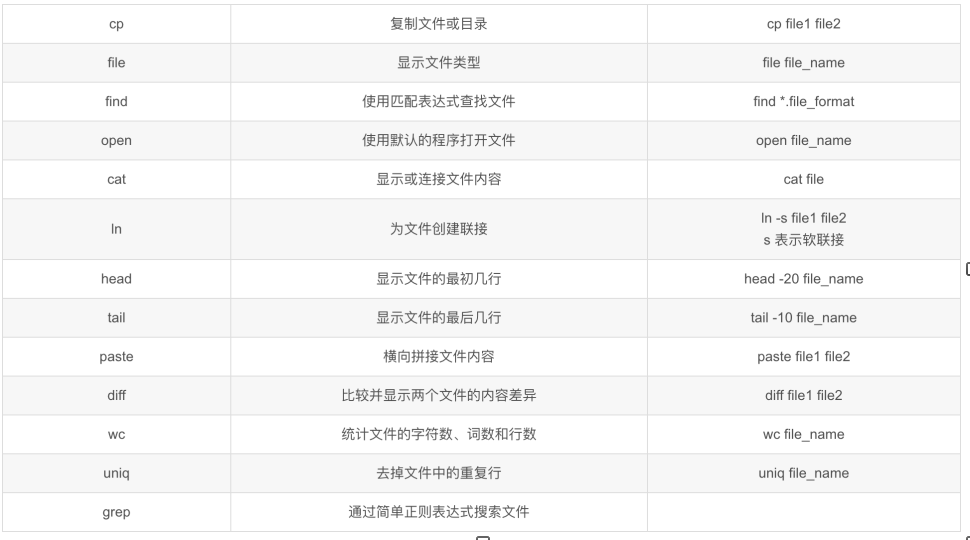 cp 复制文件或目录 cp file1 file2
file 显示文件类型 file file_name
find 使用匹配表达式查找文件 find *.file_format
open 使用默认的程序打开文件 open file_name
cat 显示或连接文件内容 cat file
ln 为文件创建联接 ln -s file1 file2
s 表示软联接
head 显示文件的最初几行 head -20 file_name
tail 显示文件的最后几行 tail -10 file_name
paste 横向拼接文件内容 paste file1 file2
diff 比较并显示两个文件的内容差异 diff file1 file2
wc 统计文件的字符数、词数和行数 wc file_name
uniq 去掉文件中的重复行 uniq file_name
grep 通过简单正则表达式搜索文件